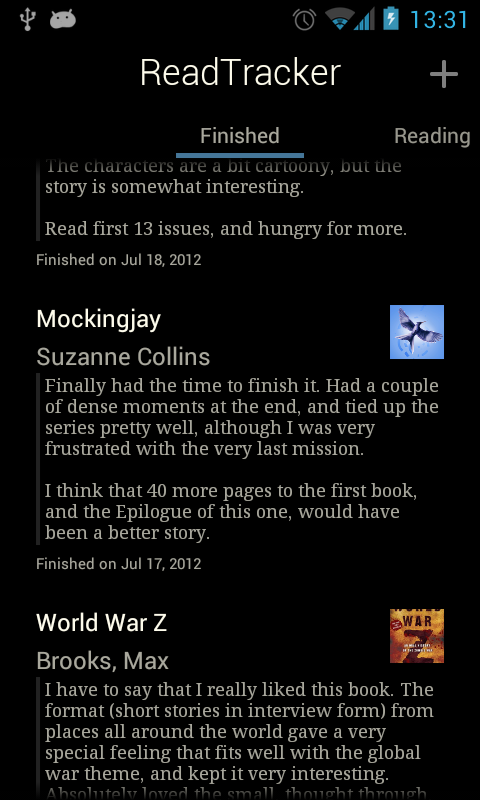 13:31
ReadTracker
Finished
Reading
The characters are a bit cartoony, but the
story is somewhat interesting.
Read first 13 issues, and hungry for more.
Finished on Jul 18, 2012
Mockingjay
Suzanne Collins
Finally had the time to finish it. Had a couple
of dense moments at the end, and tied up the
series pretty well, although I was very
frustrated with the very last mission.
I think that 40 more pages to the first book,
and the Epilogue of this one, would have
been a better story.
Finished on Jul 17, 2012
World War Z
WAR
Z
Brooks, Max
I have to say that I really liked this book. The
format (short stories in interview form) from
places all around the world gave a very
special feeling that fits well with the global
war theme, and kept it very interesting.
Absolutely loved the small, thought through